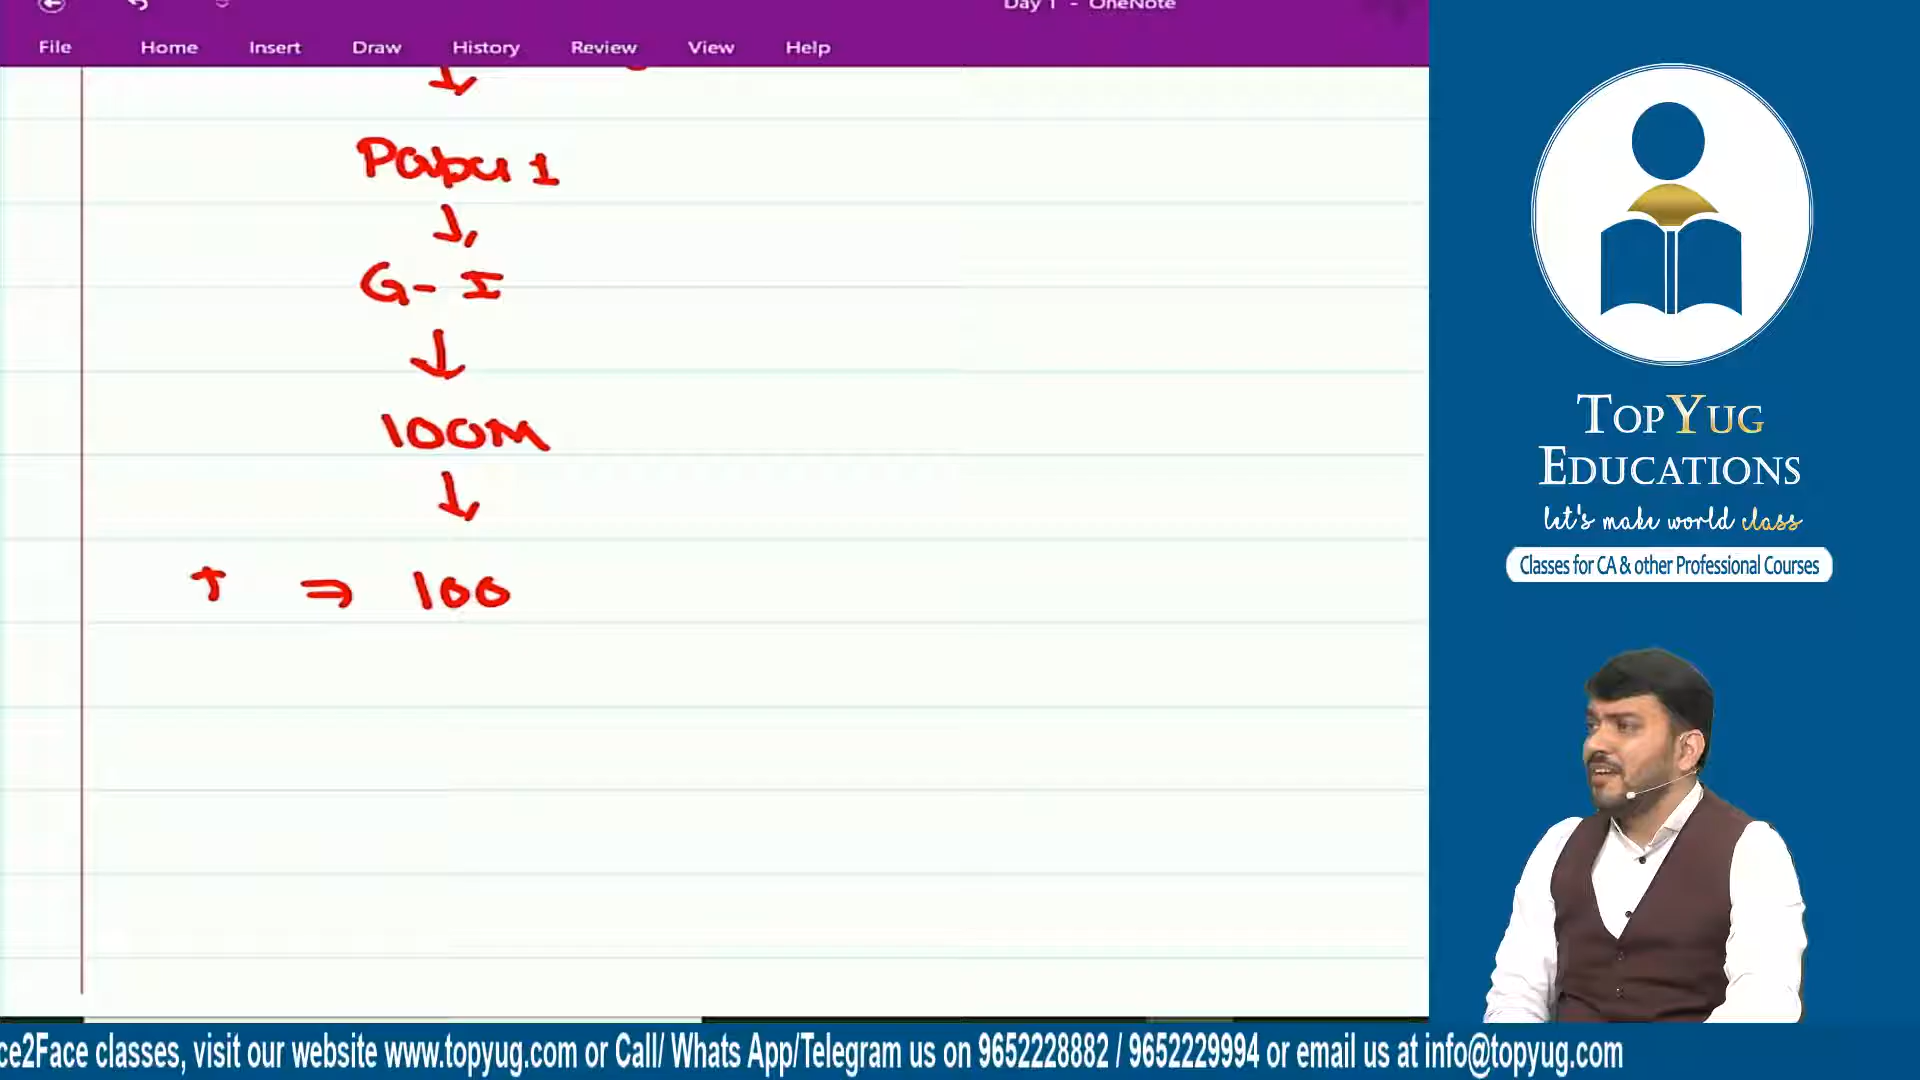 Day 1 - OneNote
File Home Insert Draw History Review View Help
Paper 1
G - I
100M
T ⇒ 100
TOPYUG
EDUCATIONS
let's make world class
Classes for CA & other Professional Courses
ce2Face classes, visit our website www.topyug.com or Call/ Whats App/Telegram us on 9652228882 / 9652229994 or email us at info@topyug.com